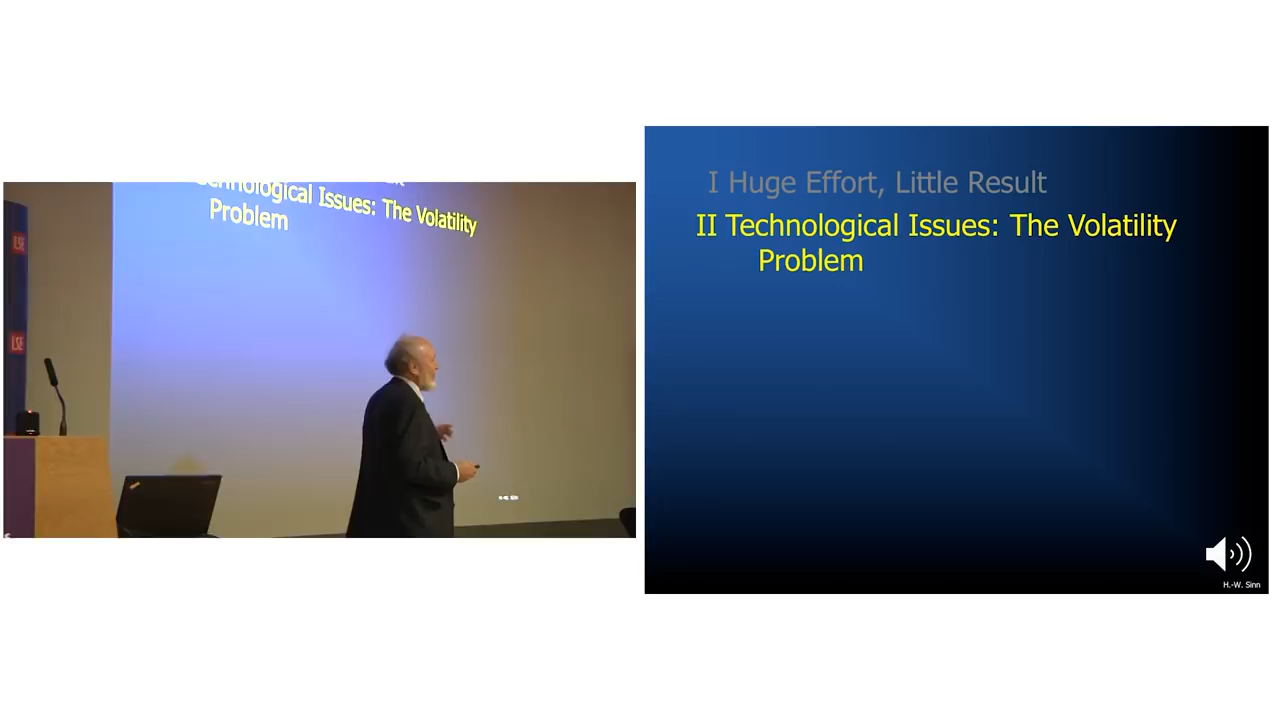 LSE
LSE
Technological Issues: The Volatility
Problem
I Huge Effort, Little Result
II Technological Issues: The Volatility
Problem
H.-W. Sinn